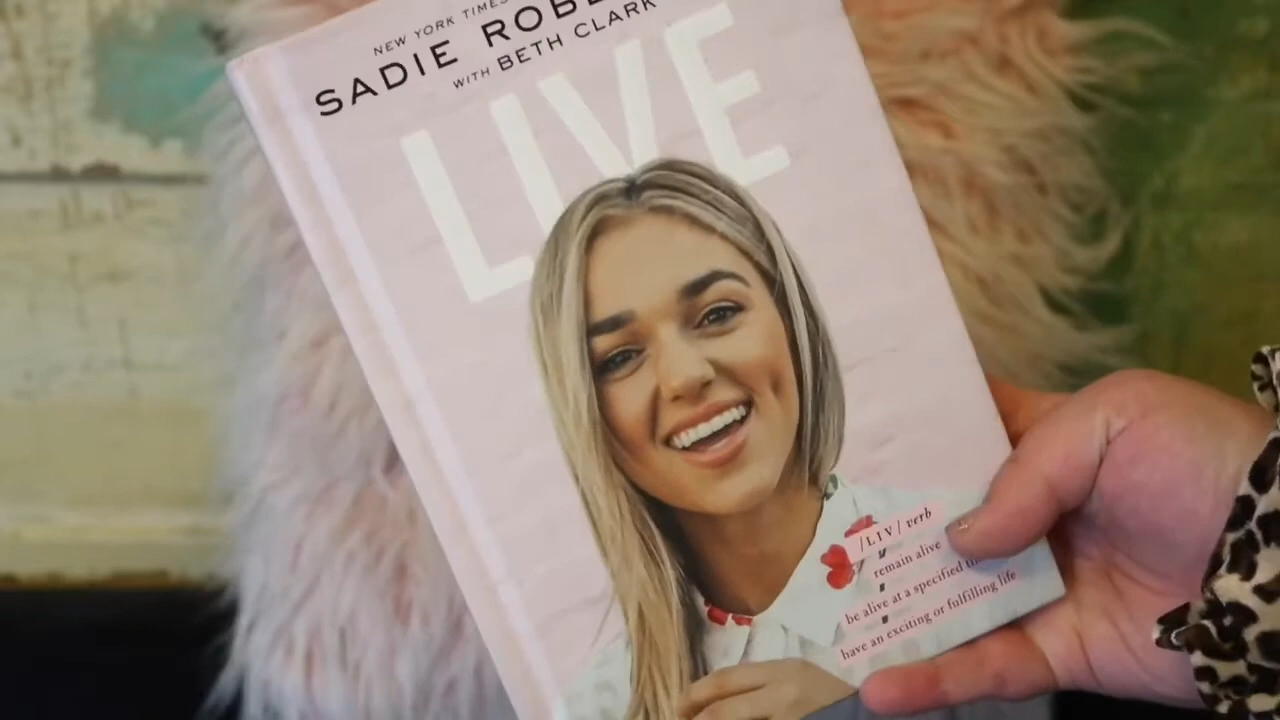 NEW YORK TIMES
SADIE ROBE
WITH BETH CLARK
LIVE
/LIV/ verb
remain alive
be alive at a specified
have an exciting or fulfilling life